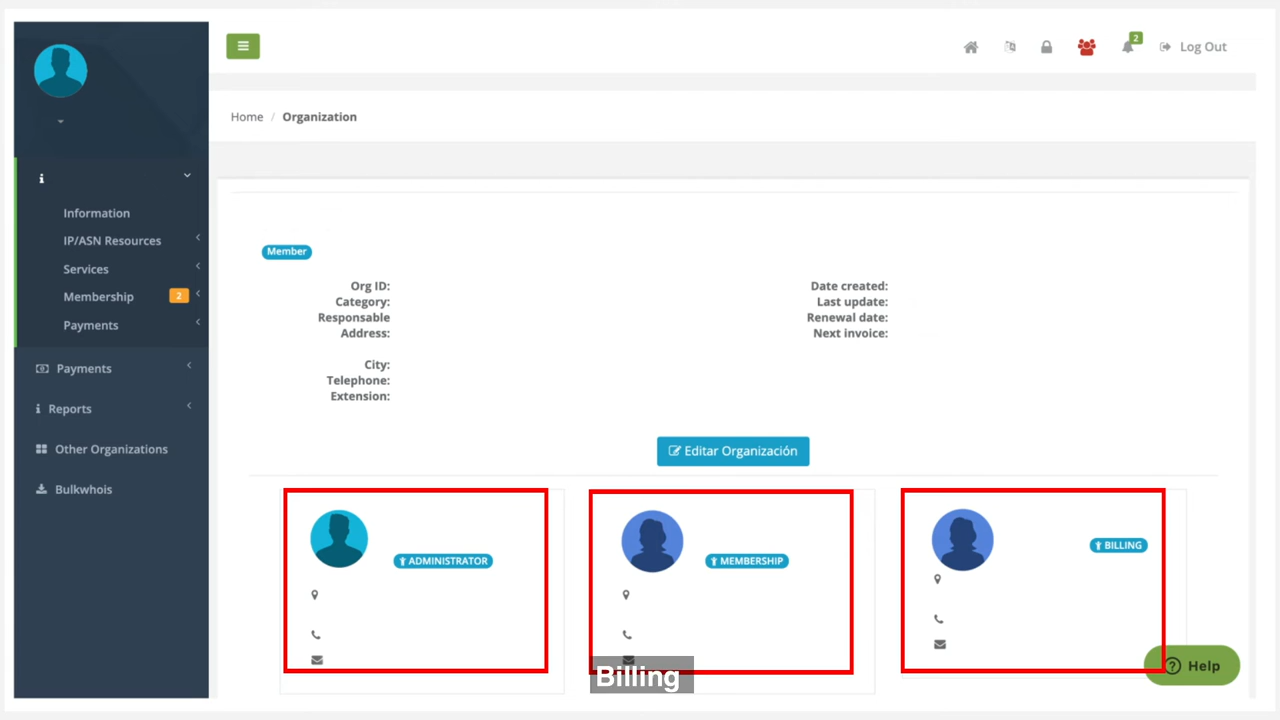 2
Log Out
Home / Organization
Information
IP/ASN Resources
Services
Membership 2
Payments
Payments
Reports
Other Organizations
Bulkwhois
Member
Org ID:
Category:
Responsable
Address:
City:
Telephone:
Extension:
Date created:
Last update:
Renewal date:
Next invoice:
Editar Organización
ADMINISTRATOR
MEMBERSHIP
BILLING
Help
Billing